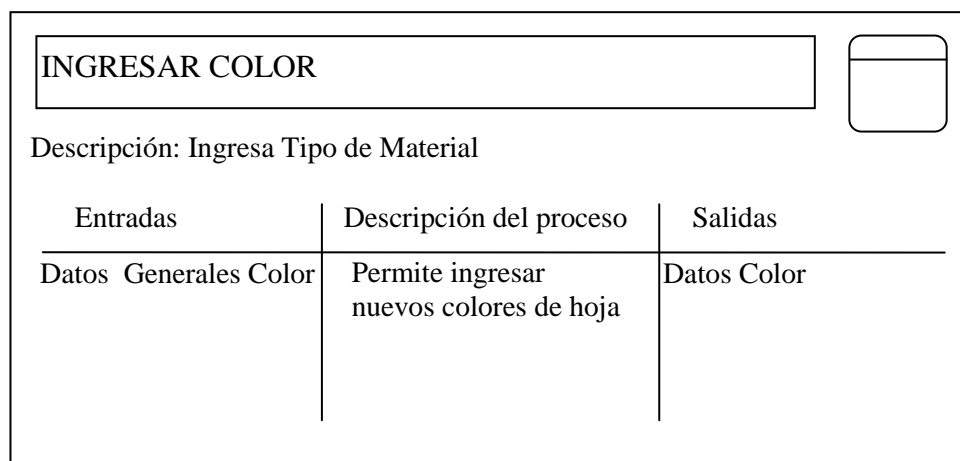 INGRESAR COLOR
Descripción: Ingresa Tipo de Material
Entradas
Descripción del proceso
Salidas
Datos Generales Color
Permite ingresar
nuevos colores de hoja
Datos Color